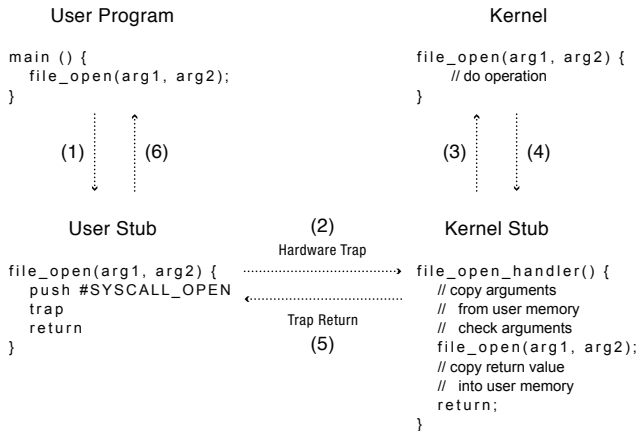 User Program
main () {
file_open(arg1, arg2);
}
Kernel
file_open(arg1, arg2) {
// do operation
}
(1)
(6)
(3)
(4)
User Stub
file_open(arg1, arg2) {
push #SYSCALL_OPEN
trap
return
}
(2)
Hardware Trap
Trap Return
(5)
Kernel Stub
file_open_handler() {
// copy arguments
// from user memory
// check arguments
file_open(arg1, arg2);
// copy return value
// into user memory
return;
}